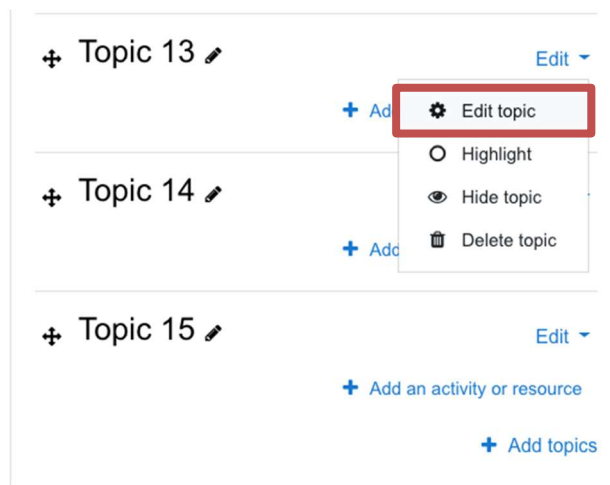 Topic 13
Edit
Ad
Edit topic
Highlight
Topic 14
Hide topic
Add
Delete topic
Topic 15
Edit
Add an activity or resource
Add topics